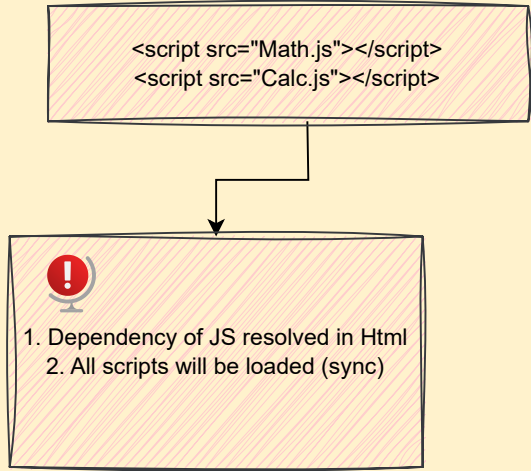 <script src="Math.js"></script>
<script src="Calc.js"></script>
!
1. Dependency of JS resolved in Html
2. All scripts will be loaded (sync)